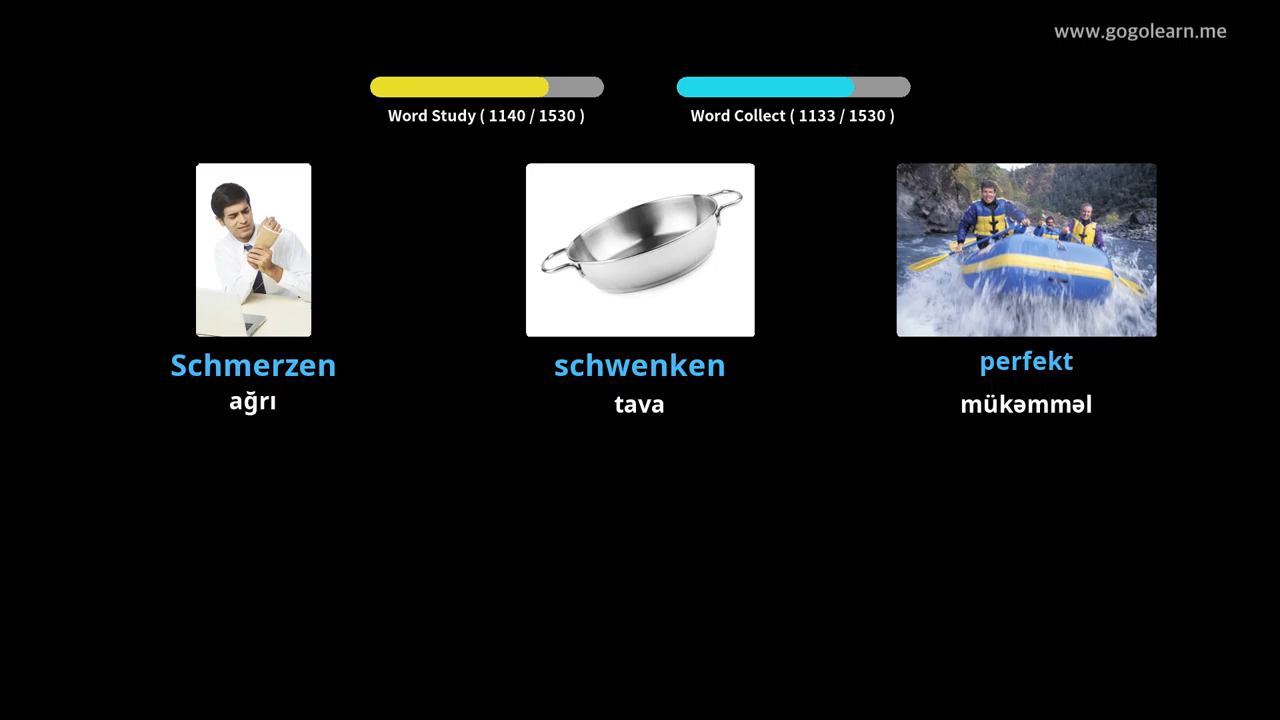 www.gogolearn.me
Word Study ( 1140 / 1530 )
Word Collect ( 1133 / 1530 )
Schmerzen
ağrı
schwenken
tava
perfekt
mükəmməl